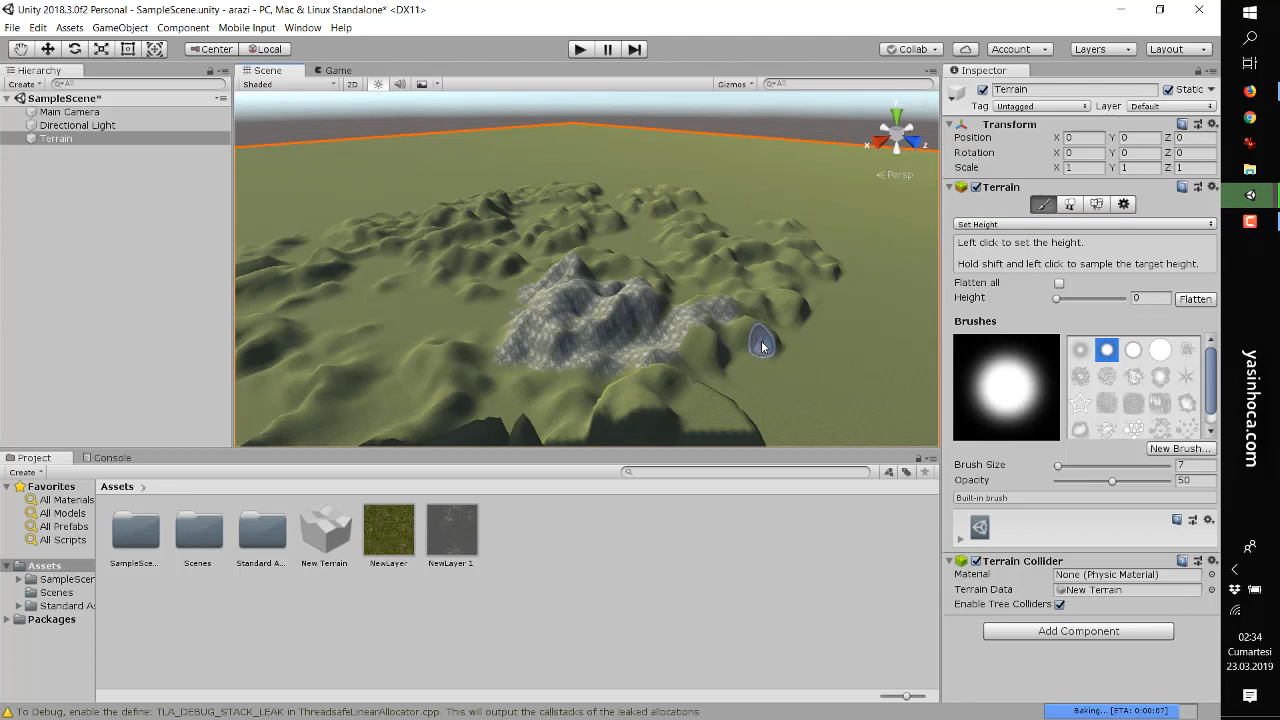 Unity 2018.3.0f2 Personal - SampleScene.unity - arazi - PC, Mac & Linux Standalone* <DX11>
File Edit Assets GameObject Component Mobile Input Window Help
Center Local Collab Account Layers Layout
Hierarchy
Create All
SampleScene*
Main Camera
Directional Light
Terrain
Scene Game
Shaded 2D Gizmos All
y
x z
Persp
Inspector
Terrain Static
Tag Untagged Layer Default
Transform
Position X 0 Y 0 Z 0
Rotation X 0 Y 0 Z 0
Scale X 1 Y 1 Z 1
Terrain
Set Height
Left click to set the height.
Hold shift and left click to sample the target height.
Flatten all
Height 0 Flatten
Brushes
New Brush...
Brush Size 7
Opacity 50
Built-in brush
Terrain Collider
Material None (Physic Material)
Terrain Data New Terrain
Enable Tree Colliders
Add Component
Project Console
Create
Favorites
All Materials
All Models
All Prefabs
All Scripts
Assets
SampleScen
Scenes
Standard As
Packages
Assets
SampleSce...
Scenes
Standard A...
New Terrain
NewLayer
NewLayer 1
To Debug, enable the define: TLA_DEBUG_STACK_LEAK in ThreadsafeLinearAllocator.cpp. This will output the callstacks of the leaked allocations
Baking... [ETA: 0:00:07]
yasinhoca.com
02:34
Cumartesi
23.03.2019